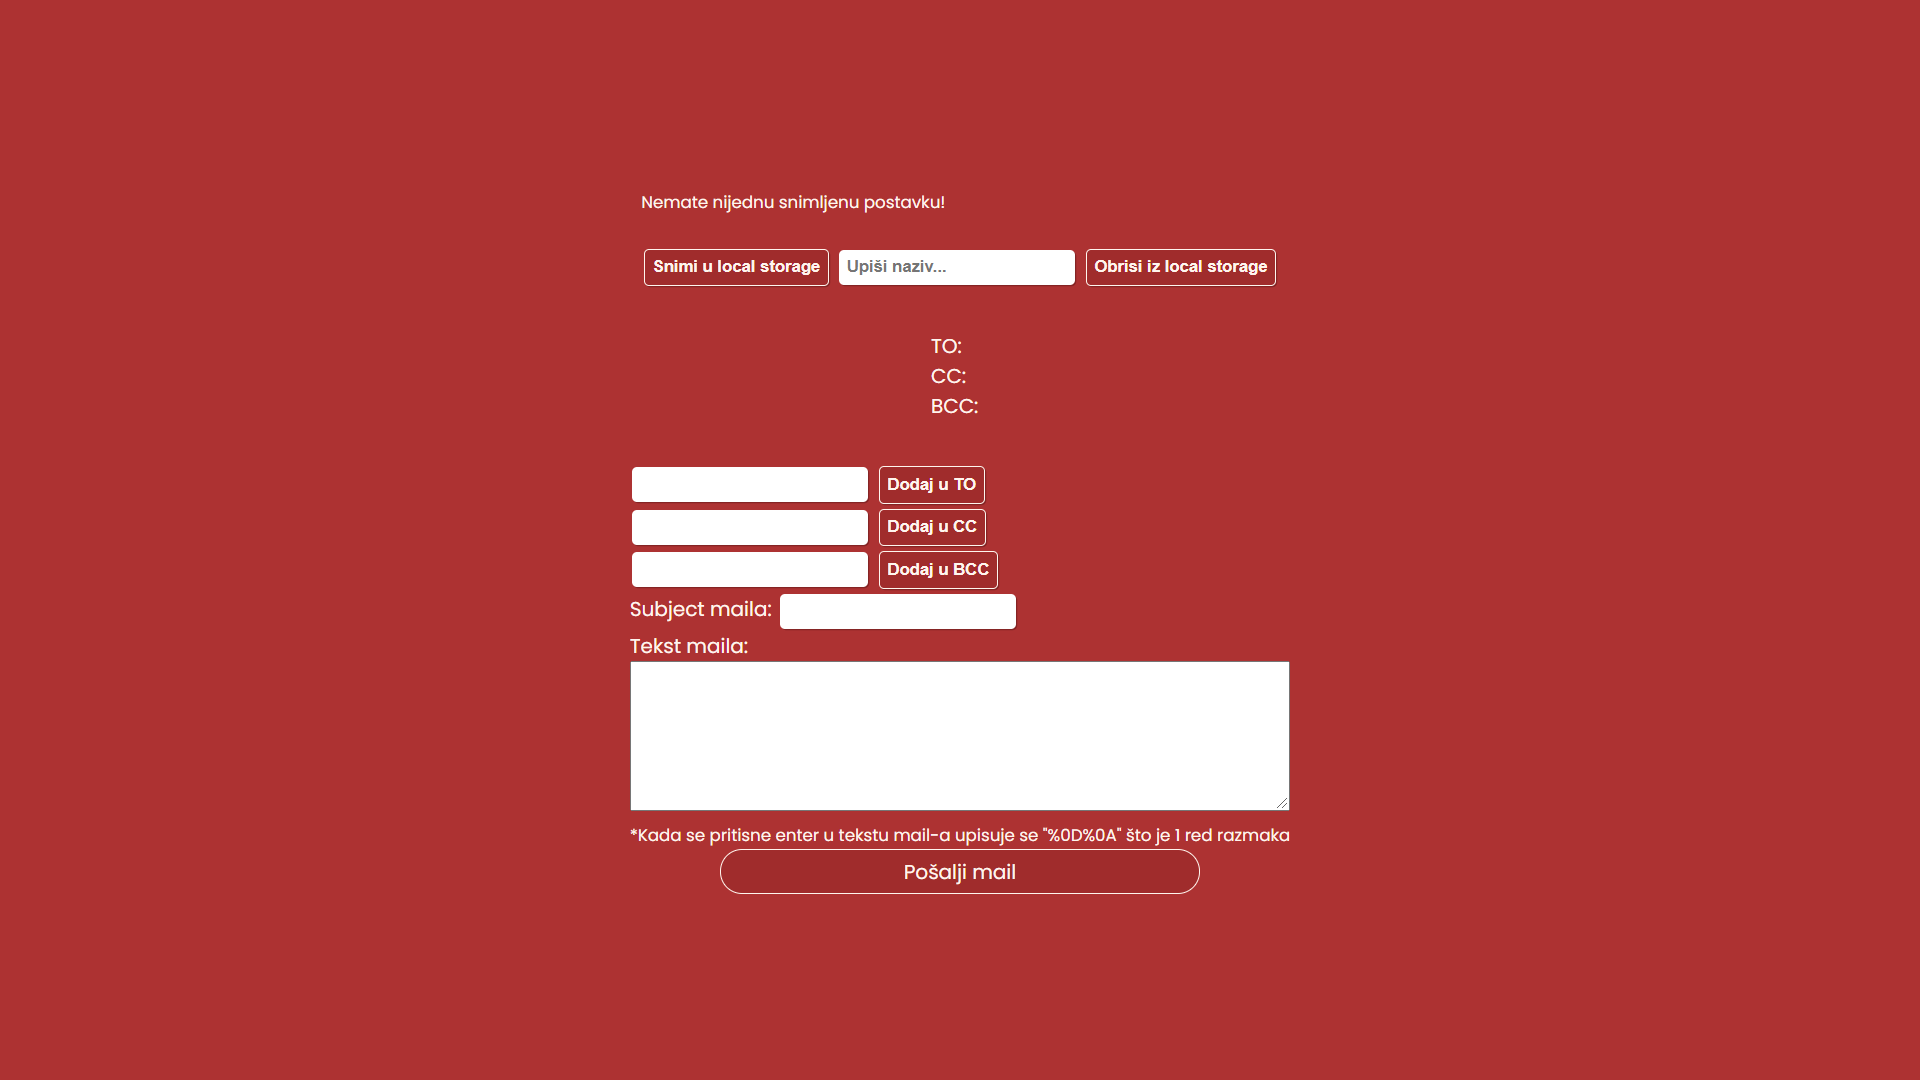 Nemate nijednu snimljenu postavku!
Snimi u local storage Upiši naziv... Obrisi iz local storage
TO:
CC:
BCC:
Dodaj u TO
Dodaj u CC
Dodaj u BCC
Subject maila:
Tekst maila:
*Kada se pritisne enter u tekstu mail-a upisuje se "%0D%0A" što je 1 red razmaka
Pošalji mail